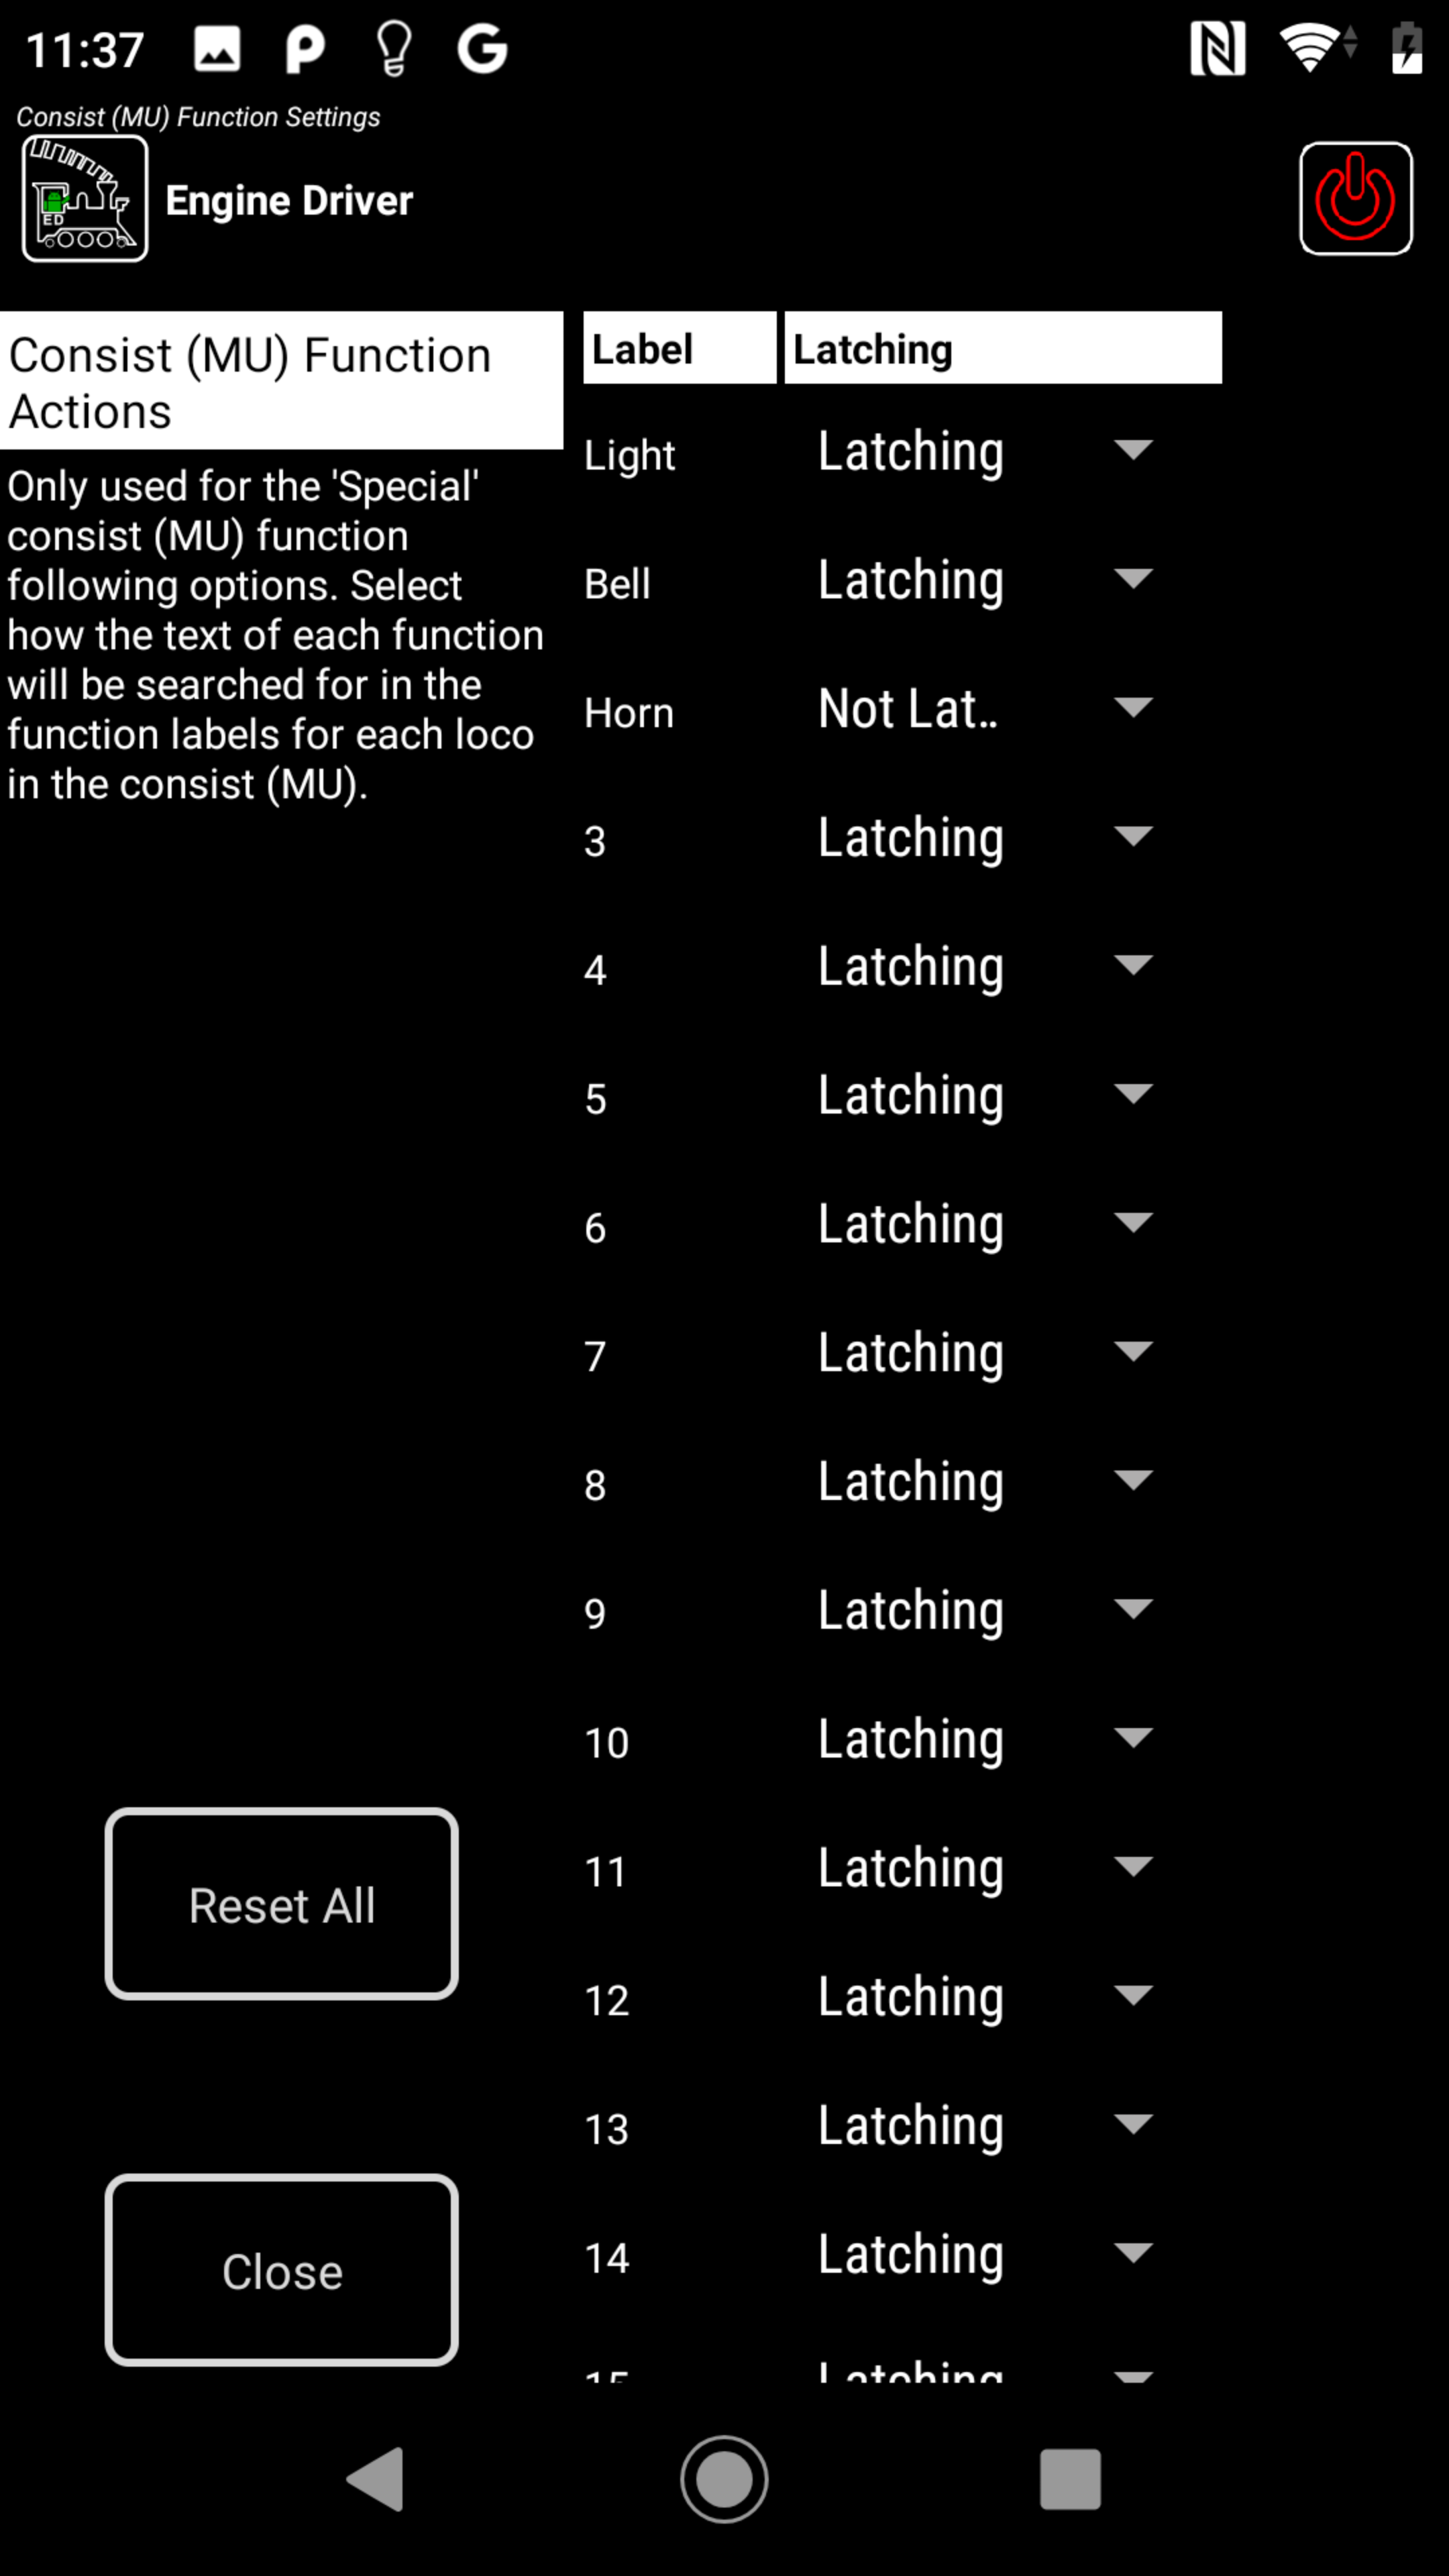 11:37
Consist (MU) Function Settings
ED
Engine Driver
Consist (MU) Function
Actions
Only used for the 'Special'
consist (MU) function
following options. Select
how the text of each function
will be searched for in the
function labels for each loco
in the consist (MU).
Label Latching
Light Latching
Bell Latching
Horn Not Lat..
3 Latching
4 Latching
5 Latching
6 Latching
7 Latching
8 Latching
9 Latching
10 Latching
11 Latching
12 Latching
13 Latching
14 Latching
15 Latching
Reset All
Close